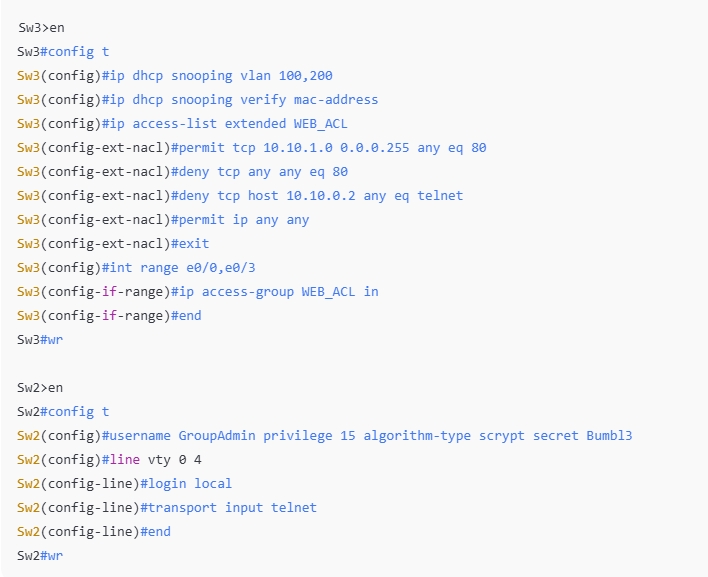 Sw3>en
Sw3#config t
Sw3(config)#ip dhcp snooping vlan 100,200
Sw3(config)#ip dhcp snooping verify mac-address
Sw3(config)#ip access-list extended WEB_ACL
Sw3(config-ext-nacl)#permit tcp 10.10.1.0 0.0.0.255 any eq 80
Sw3(config-ext-nacl)#deny tcp any any eq 80
Sw3(config-ext-nacl)#deny tcp host 10.10.0.2 any eq telnet
Sw3(config-ext-nacl)#permit ip any any
Sw3(config-ext-nacl)#exit
Sw3(config)#int range e0/0,e0/3
Sw3(config-if-range)#ip access-group WEB_ACL in
Sw3(config-if-range)#end
Sw3#wr
Sw2>en
Sw2#config t
Sw2(config)#username GroupAdmin privilege 15 algorithm-type scrypt secret Bumbl3
Sw2(config)#line vty 0 4
Sw2(config-line)#login local
Sw2(config-line)#transport input telnet
Sw2(config-line)#end
Sw2#wr